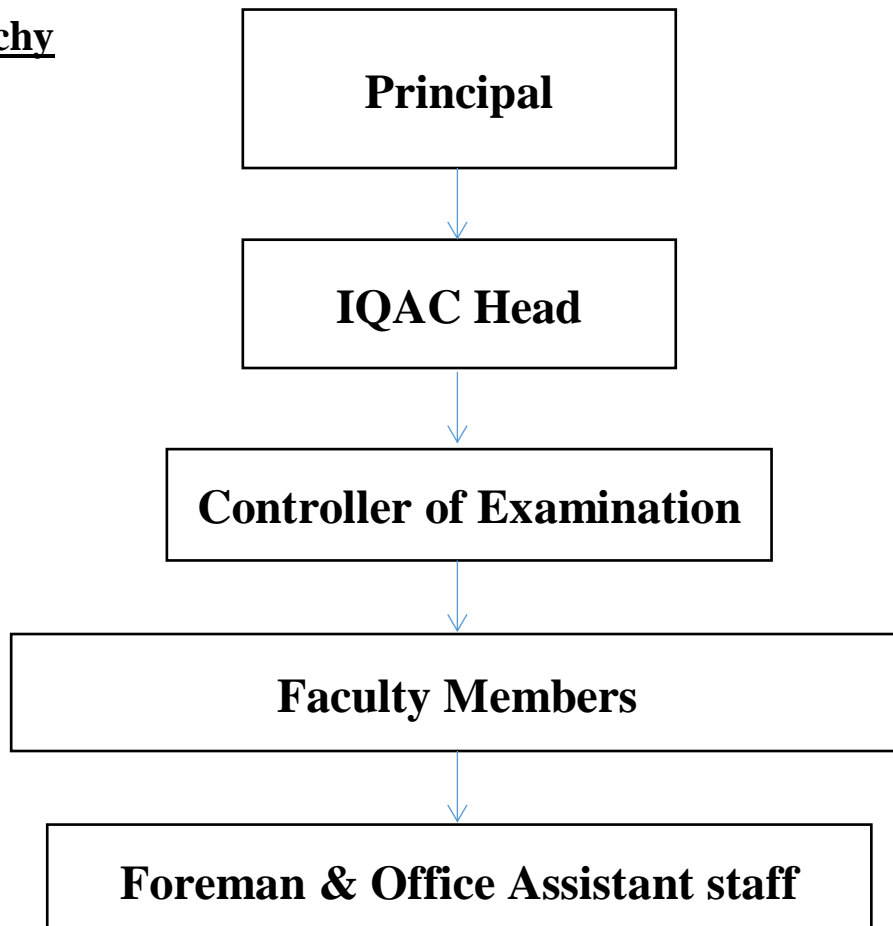 chy
Principal
IQAC Head
Controller of Examination
Faculty Members
Foreman & Office Assistant staff